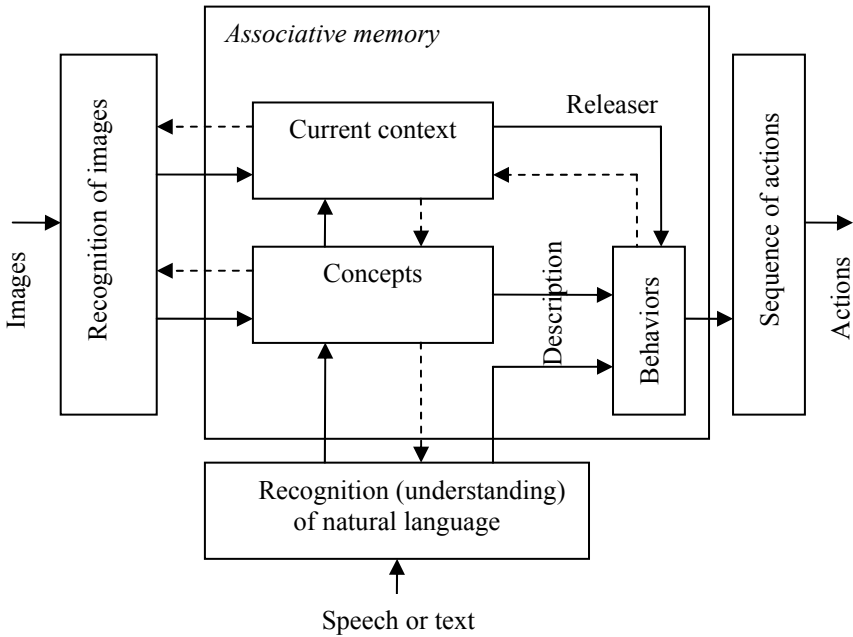 Associative memory
Images
Recognition of images
Current context
Releaser
Concepts
Description
Behaviors
Sequence of actions
Actions
Recognition (understanding)
of natural language
Speech or text